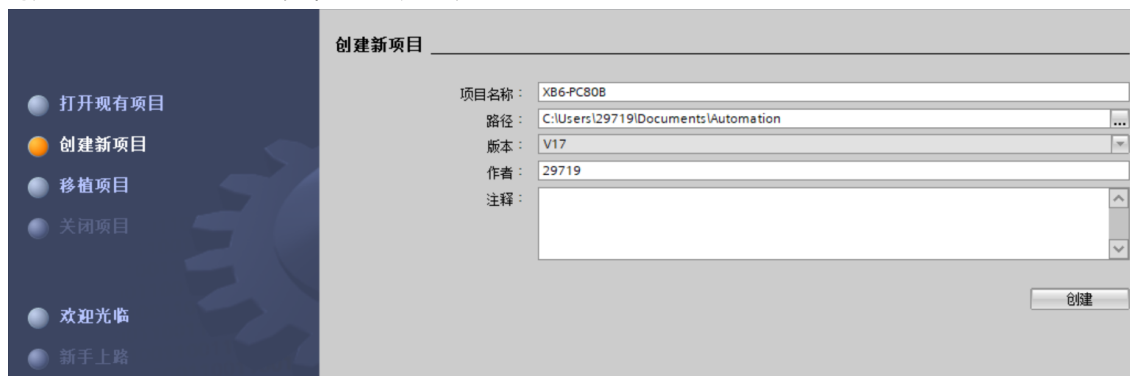 创建新项目
打开现有项目
创建新项目
移植项目
关闭项目
欢迎光临
新手上路
项目名称： XB6-PC80B
路径： C:\Users\29719\Documents\Automation ...
版本： V17
作者： 29719
注释：
创建